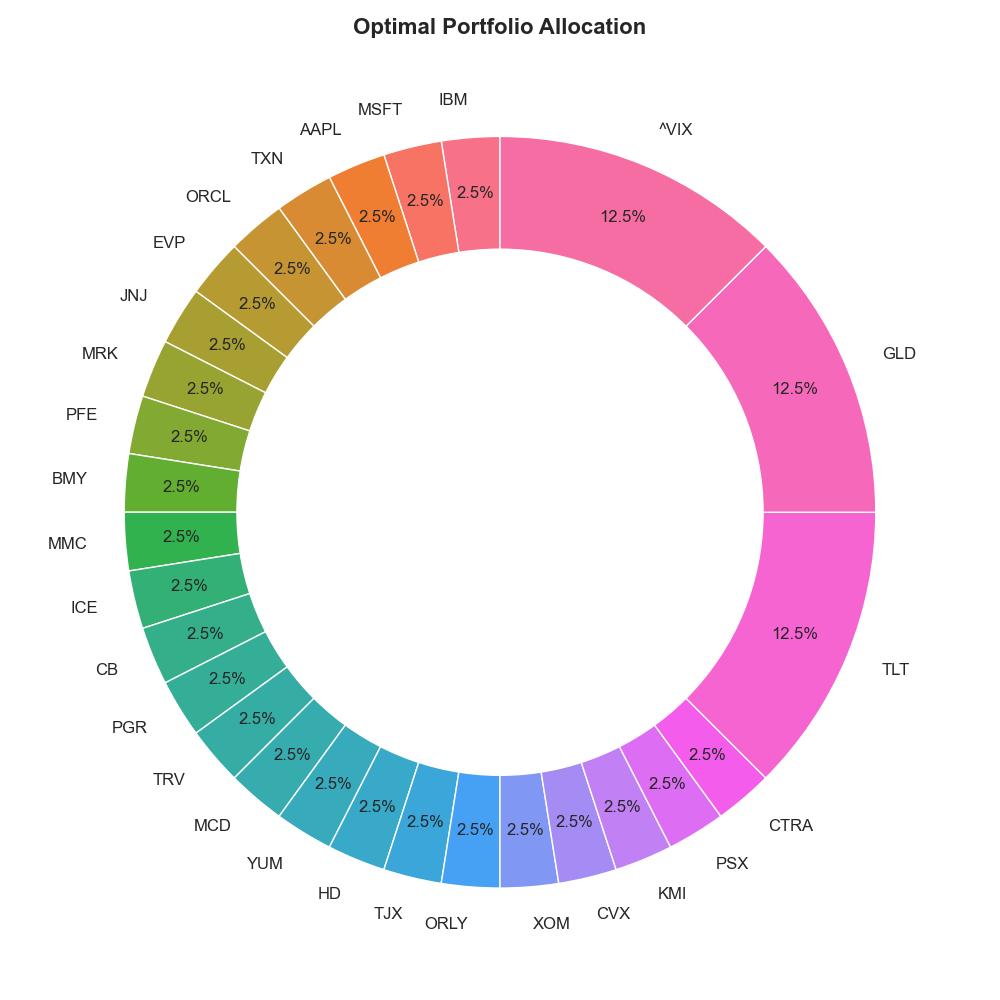 Optimal Portfolio Allocation
IBM
2.5%
MSFT
2.5%
AAPL
2.5%
TXN
2.5%
ORCL
2.5%
EVP
2.5%
JNJ
2.5%
MRK
2.5%
PFE
2.5%
BMY
2.5%
MMC
2.5%
ICE
2.5%
CB
2.5%
PGR
2.5%
TRV
2.5%
MCD
2.5%
YUM
2.5%
HD
2.5%
TJX
2.5%
ORLY
2.5%
XOM
2.5%
CVX
2.5%
KMI
2.5%
PSX
2.5%
CTRA
2.5%
TLT
12.5%
GLD
12.5%
^VIX
12.5%